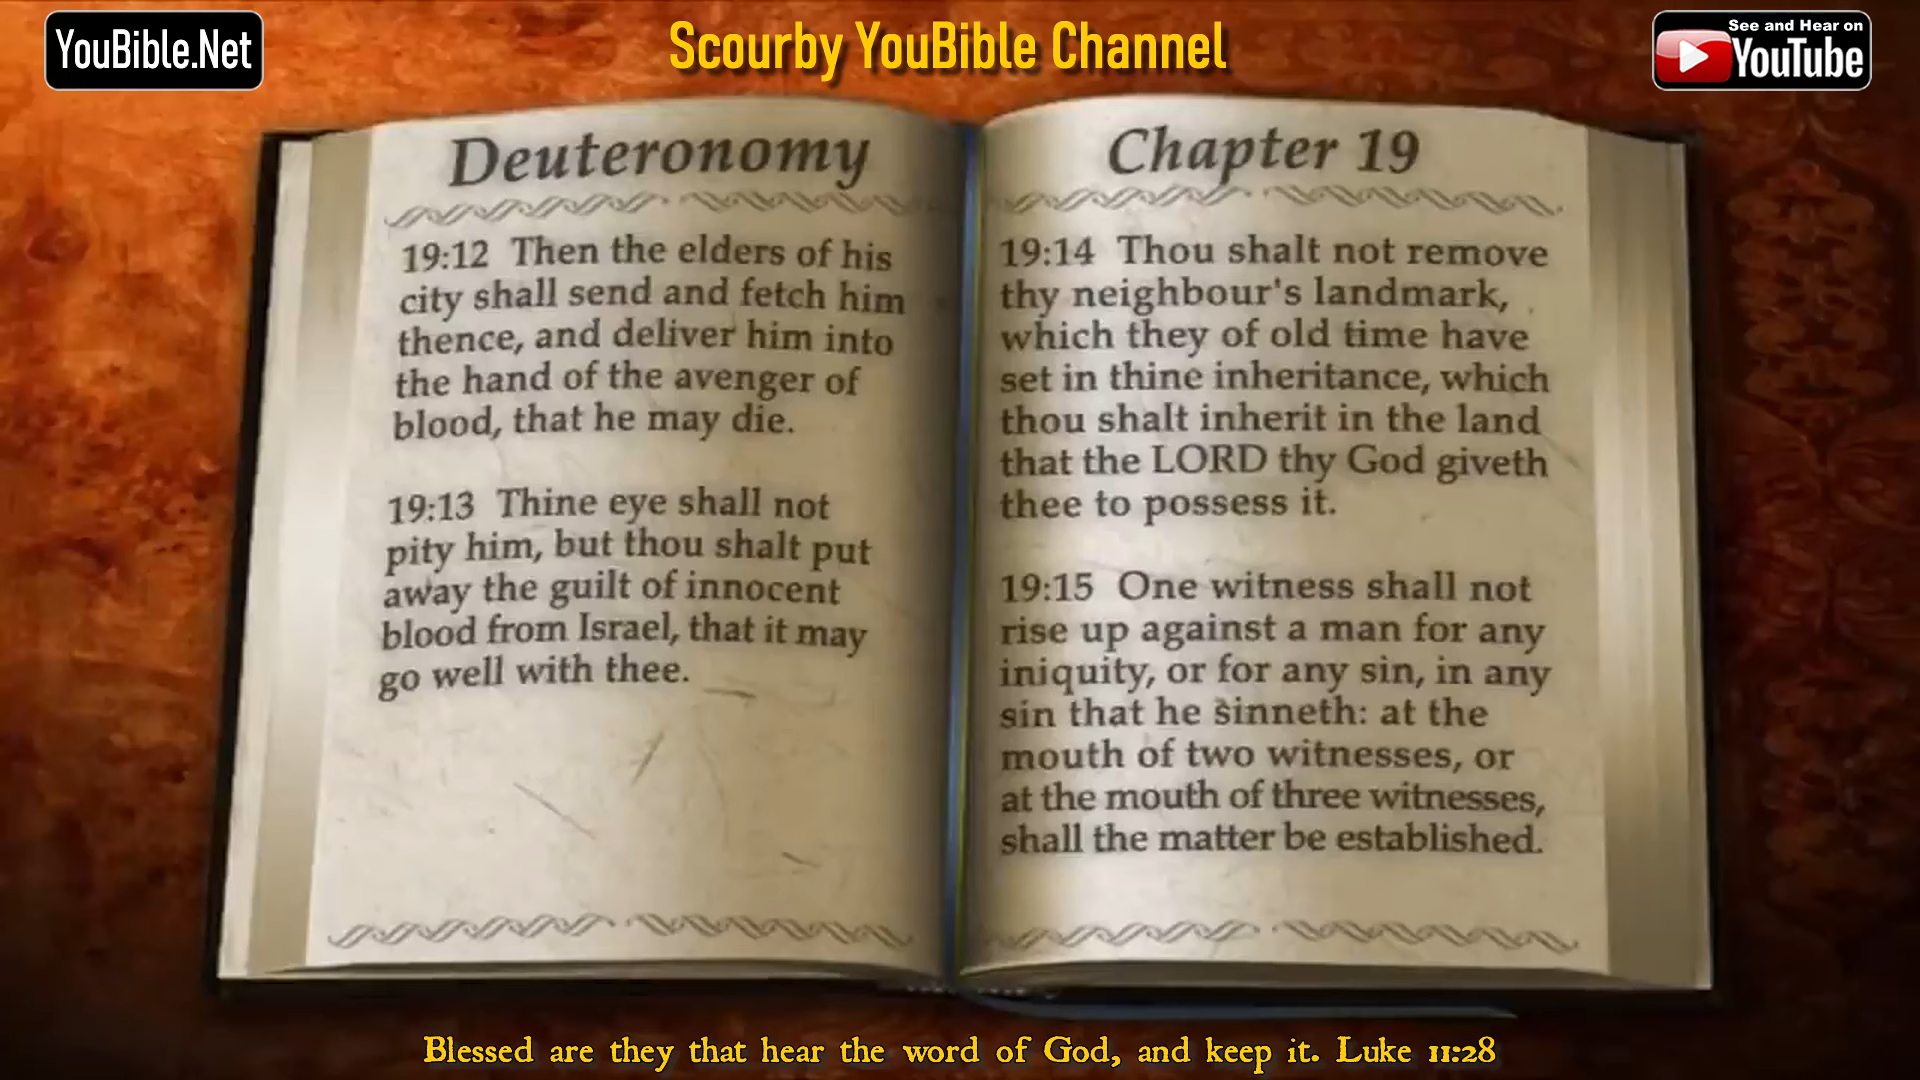 YouBible.Net
Scourby YouBible Channel
See and Hear on
YouTube
Deuteronomy
19:12 Then the elders of his
city shall send and fetch him
thence, and deliver him into
the hand of the avenger of
blood, that he may die.
19:13 Thine eye shall not
pity him, but thou shalt put
away the guilt of innocent
blood from Israel, that it may
go well with thee.
Chapter 19
19:14 Thou shalt not remove
thy neighbour's landmark,
which they of old time have
set in thine inheritance, which
thou shalt inherit in the land
that the LORD thy God giveth
thee to possess it.
19:15 One witness shall not
rise up against a man for any
iniquity, or for any sin, in any
sin that he sinneth: at the
mouth of two witnesses, or
at the mouth of three witnesses,
shall the matter be established.
Blessed are they that hear the word of God, and keep it. Luke 11:28